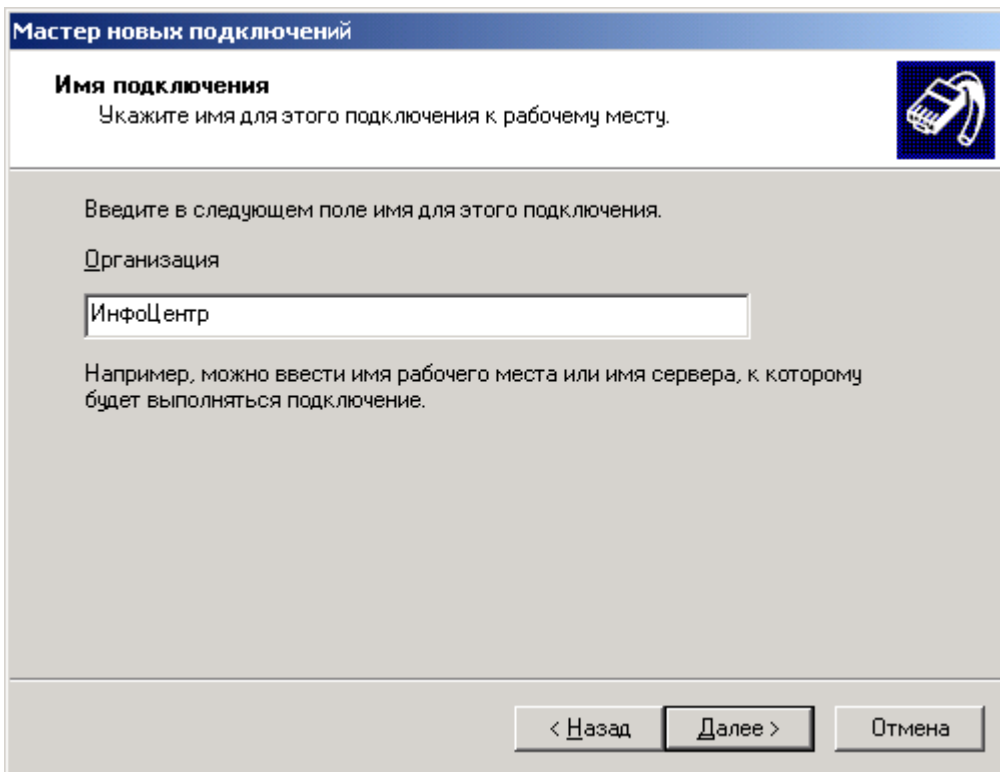 Мастер новых подключений
Имя подключения
Укажите имя для этого подключения к рабочему месту.
Введите в следующем поле имя для этого подключения.
Организация
ИнфоЦентр
Например, можно ввести имя рабочего места или имя сервера, к которому
будет выполняться подключение.
< Назад Далее > Отмена